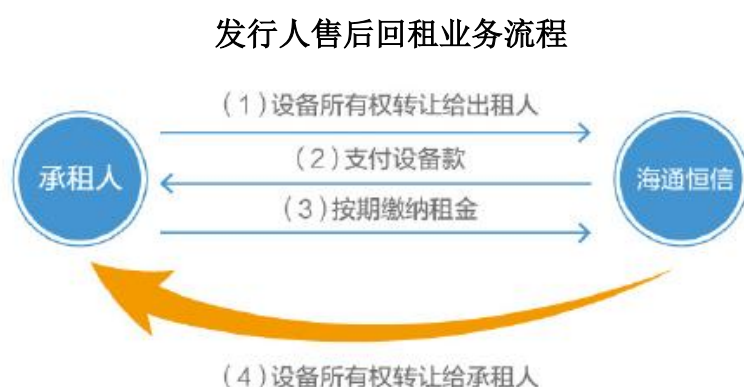 发行人售后回租业务流程
（1）设备所有权转让给出租人
（2）支付设备款
承租人
海通恒信
（3）按期缴纳租金
（4）设备所有权转让给承租人